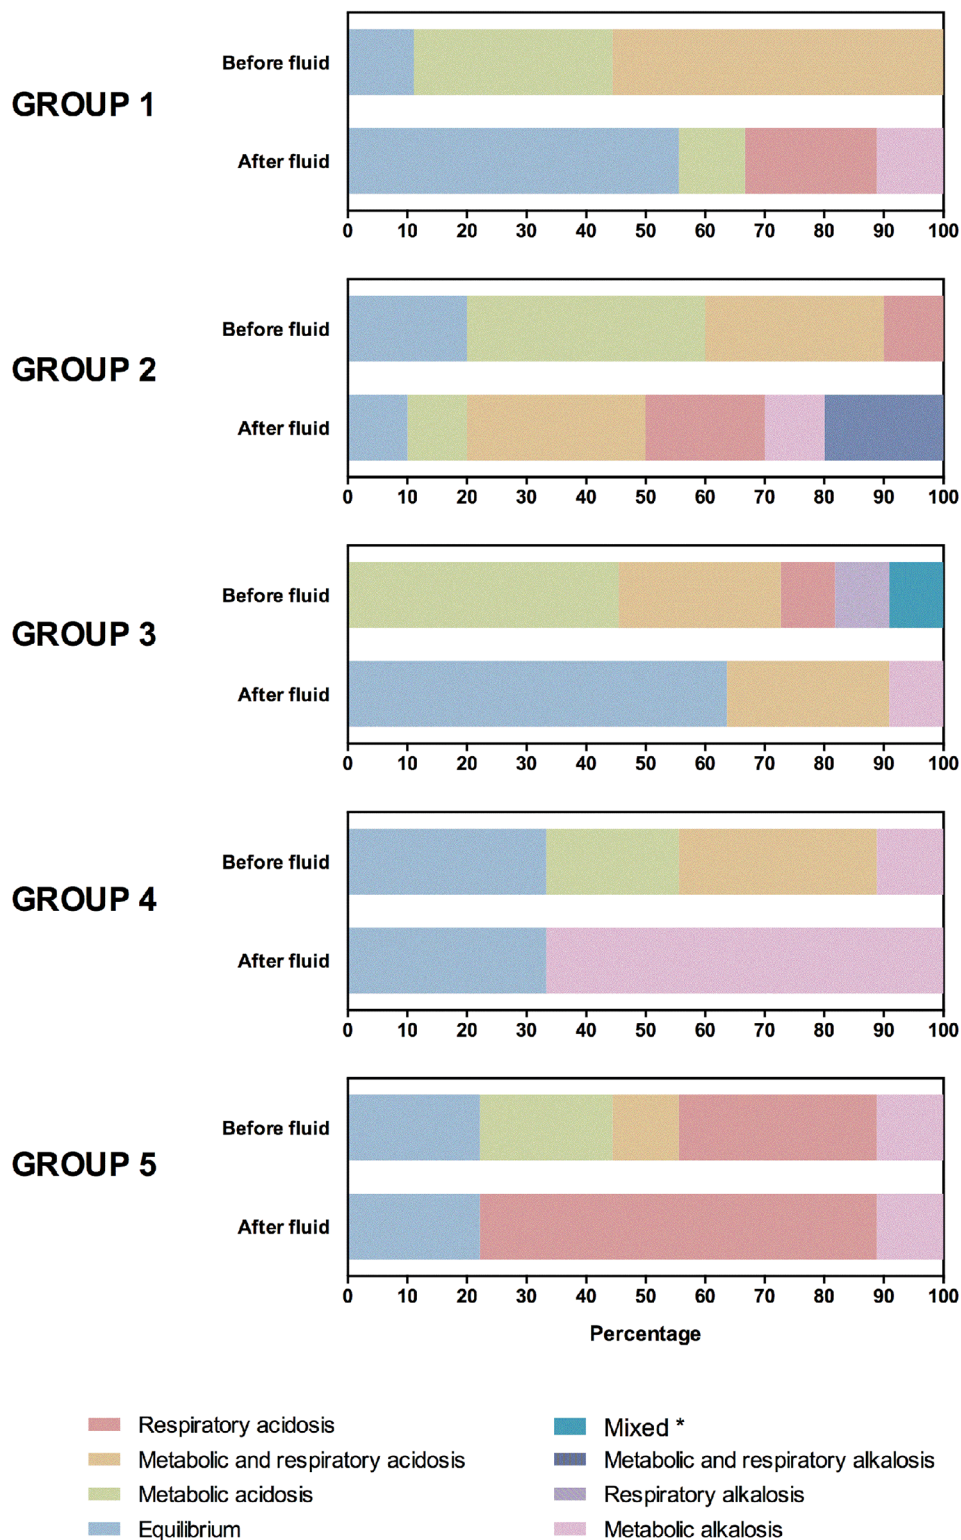 Before fluid
GROUP 1
After fluid
0 10 20 30 40 50 60 70 80 90 100
Before fluid
GROUP 2
After fluid
0 10 20 30 40 50 60 70 80 90 100
Before fluid
GROUP 3
After fluid
0 10 20 30 40 50 60 70 80 90 100
Before fluid
GROUP 4
After fluid
0 10 20 30 40 50 60 70 80 90 100
Before fluid
GROUP 5
After fluid
0 10 20 30 40 50 60 70 80 90 100
Percentage
Respiratory acidosis
Metabolic and respiratory acidosis
Metabolic acidosis
Equilibrium
Mixed *
Metabolic and respiratory alkalosis
Respiratory alkalosis
Metabolic alkalosis